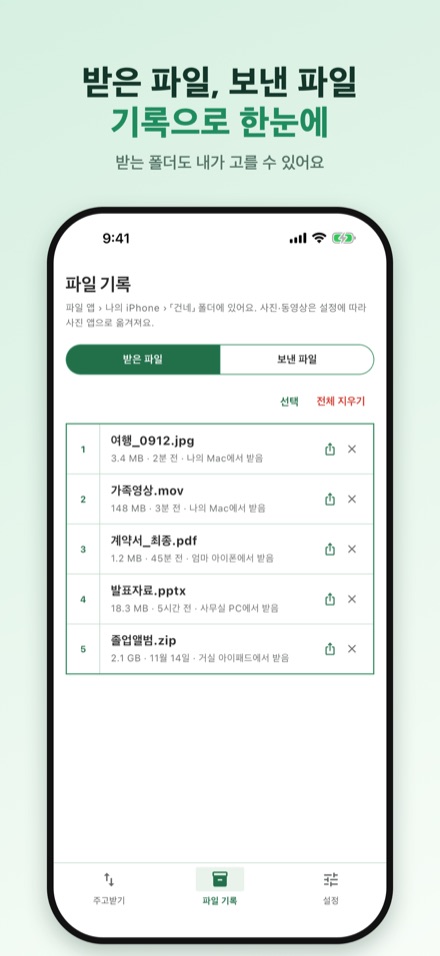 받은 파일, 보낸 파일
기록으로 한눈에
받는 폴더도 내가 고를 수 있어요
9:41
파일 기록
파일 앱 › 나의 iPhone › 「건네」 폴더에 있어요. 사진·동영상은 설정에 따라
사진 앱으로 옮겨져요.
받은 파일 보낸 파일
선택 전체 지우기
1 여행_0912.jpg
3.4 MB · 2분 전 · 나의 Mac에서 받음
2 가족영상.mov
148 MB · 3분 전 · 나의 Mac에서 받음
3 계약서_최종.pdf
1.2 MB · 45분 전 · 엄마 아이폰에서 받음
4 발표자료.pptx
18.3 MB · 5시간 전 · 사무실 PC에서 받음
5 졸업앨범.zip
2.1 GB · 11월 14일 · 거실 아이패드에서 받음
주고받기 파일 기록 설정